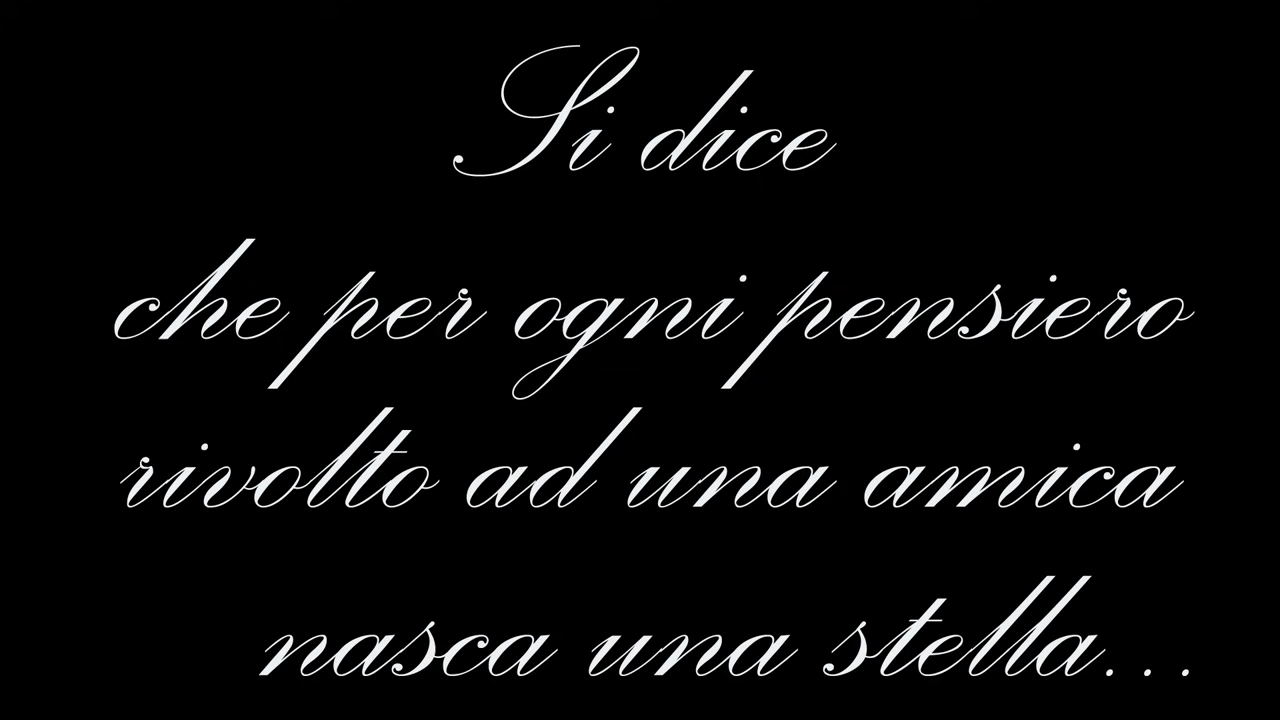 Si dice
che per ogni pensiero
rivolto ad una amica
nasca una stella...